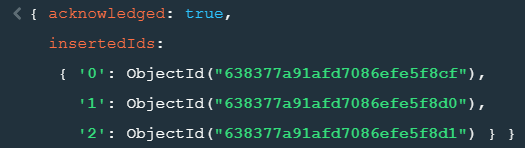 < { acknowledged: true,
insertedIds:
{ '0': ObjectId("638377a91afd7086efe5f8cf"),
'1': ObjectId("638377a91afd7086efe5f8d0"),
'2': ObjectId("638377a91afd7086efe5f8d1") } }